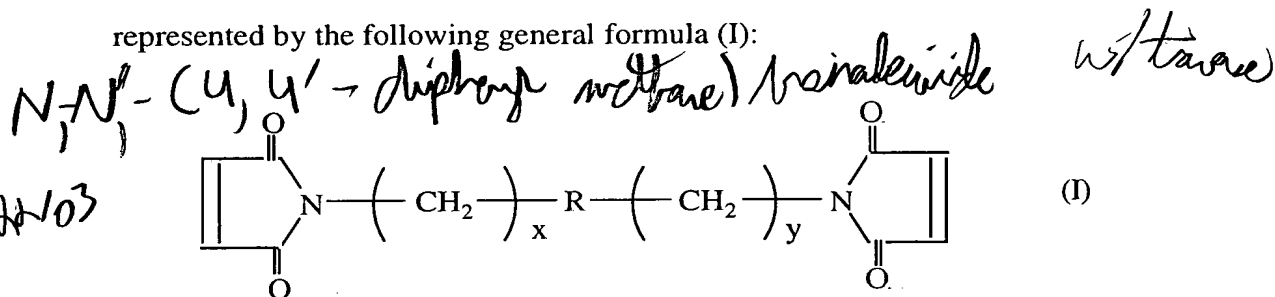 represented by the following general formula (I):
N,N'-(4,4'-diphenyl methane) bismaleimide
w/
O O
N ( CH2 ) x R ( CH2 ) y N (I)
O O